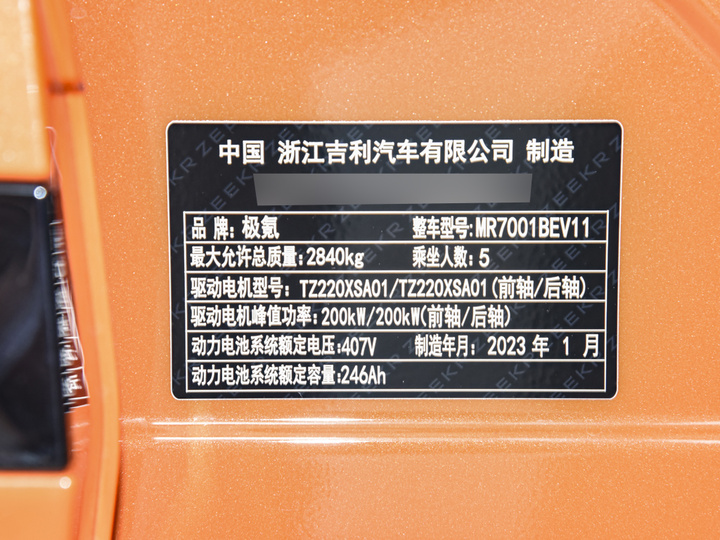 中国 浙江吉利汽车有限公司 制造
品 牌: 极氪 整车型号:MR7001BEV11
最大允许总质量:2840kg 乘坐人数: 5
驱动电机型号: TZ220XSA01/TZ220XSA01(前轴/后轴)
驱动电机峰值功率:200kW/200kW(前轴/后轴)
动力电池系统额定电压:407V 制造年月: 2023 年 1 月
动力电池系统额定容量:246Ah